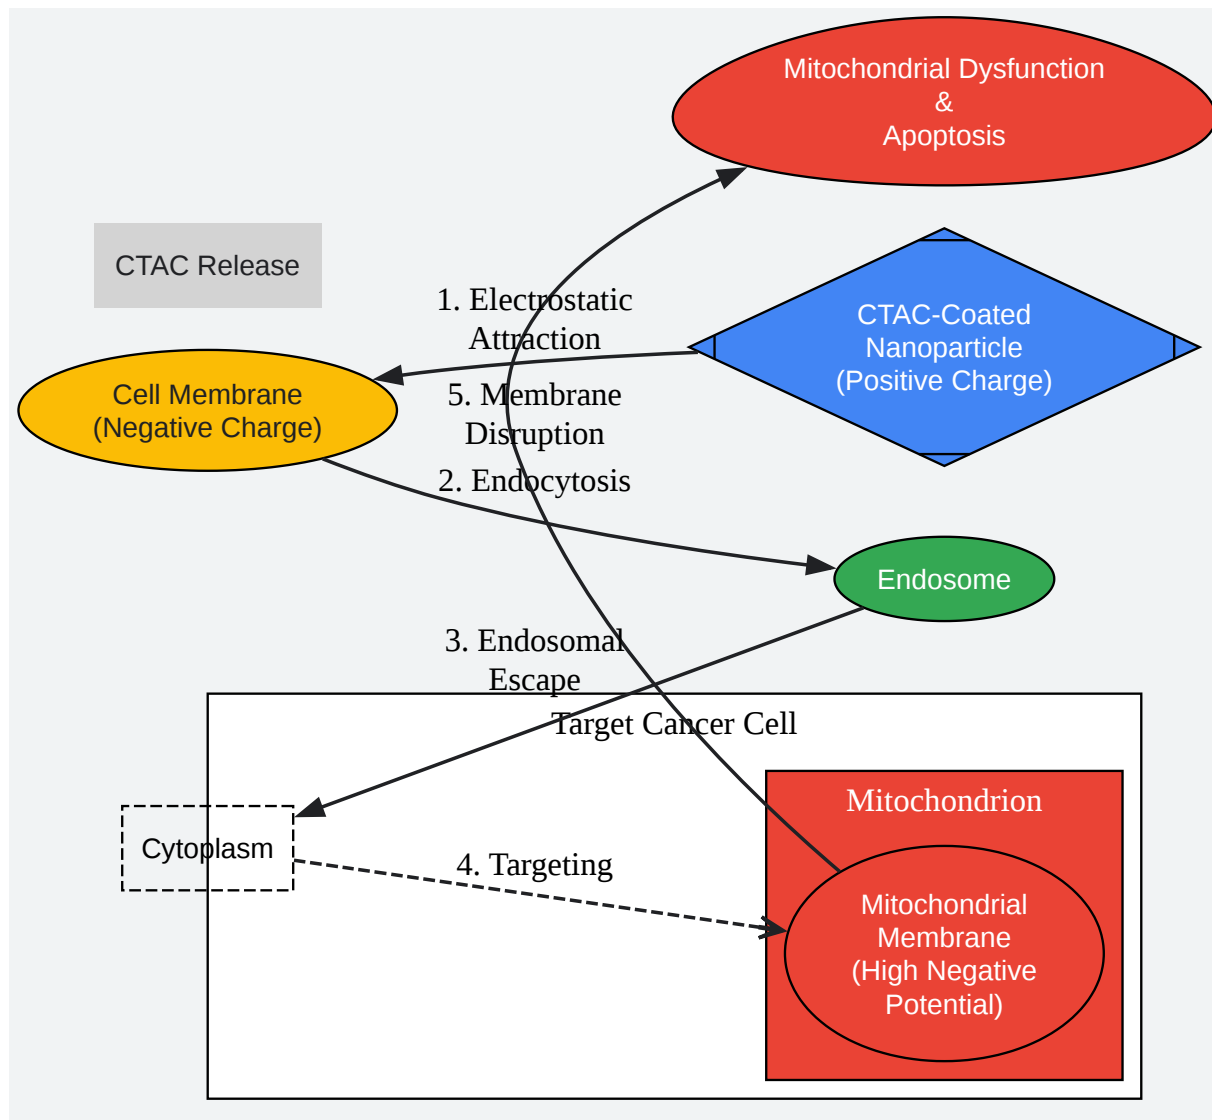 Mitochondrial Dysfunction
&
Apoptosis
CTAC Release
1. Electrostatic
Attraction
CTAC-Coated
Nanoparticle
(Positive Charge)
Cell Membrane
(Negative Charge)
5. Membrane
Disruption
2. Endocytosis
Endosome
3. Endosomal
Escape
Target Cancer Cell
Mitochondrion
Cytoplasm
4. Targeting
Mitochondrial
Membrane
(High Negative
Potential)